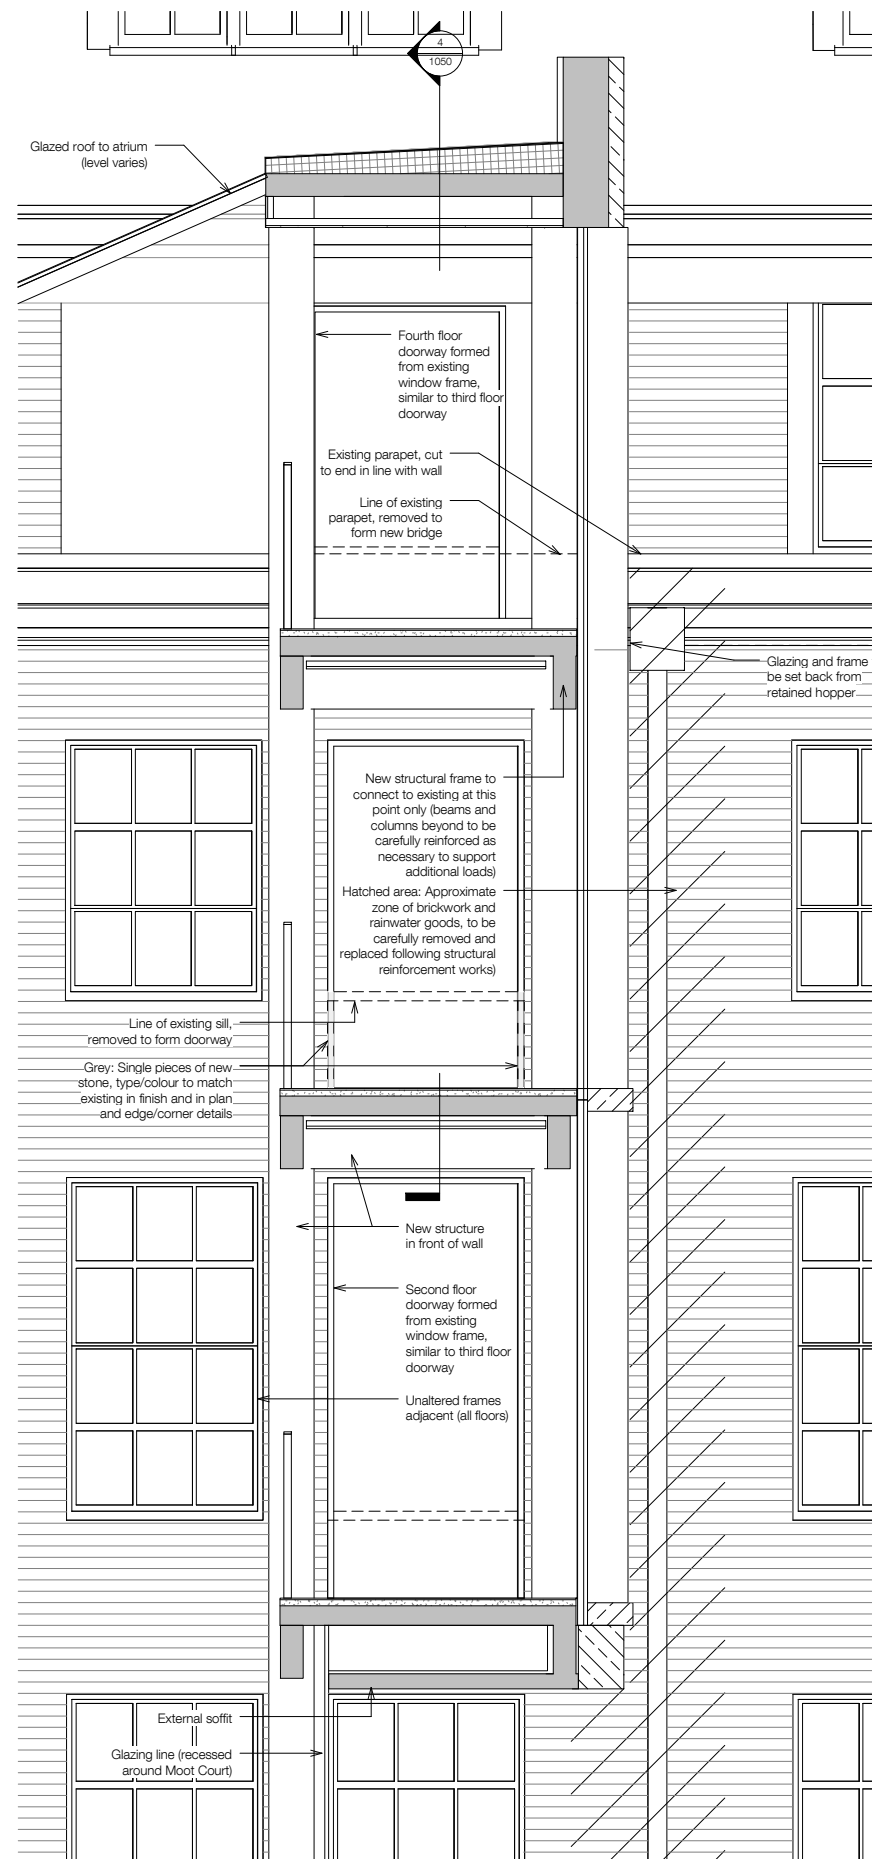 4
1050
Glazed roof to atrium
(level varies)
Fourth floor
doorway formed
from existing
window frame,
similar to third floor
doorway
Existing parapet, cut
to end in line with wall
Line of existing
parapet, removed to
form new bridge
Glazing and frame
be set back from
retained hopper
New structural frame to
connect to existing at this
point only (beams and
columns beyond to be
carefully reinforced as
necessary to support
additional loads)
Hatched area: Approximate
zone of brickwork and
rainwater goods, to be
carefully removed and
replaced following structural
reinforcement works)
Line of existing sill,
removed to form doorway
Grey: Single pieces of new
stone, type/colour to match
existing in finish and in plan
and edge/corner details
New structure
in front of wall
Second floor
doorway formed
from existing
window frame,
similar to third floor
doorway
Unaltered frames
adjacent (all floors)
External soffit
Glazing line (recessed
around Moot Court)